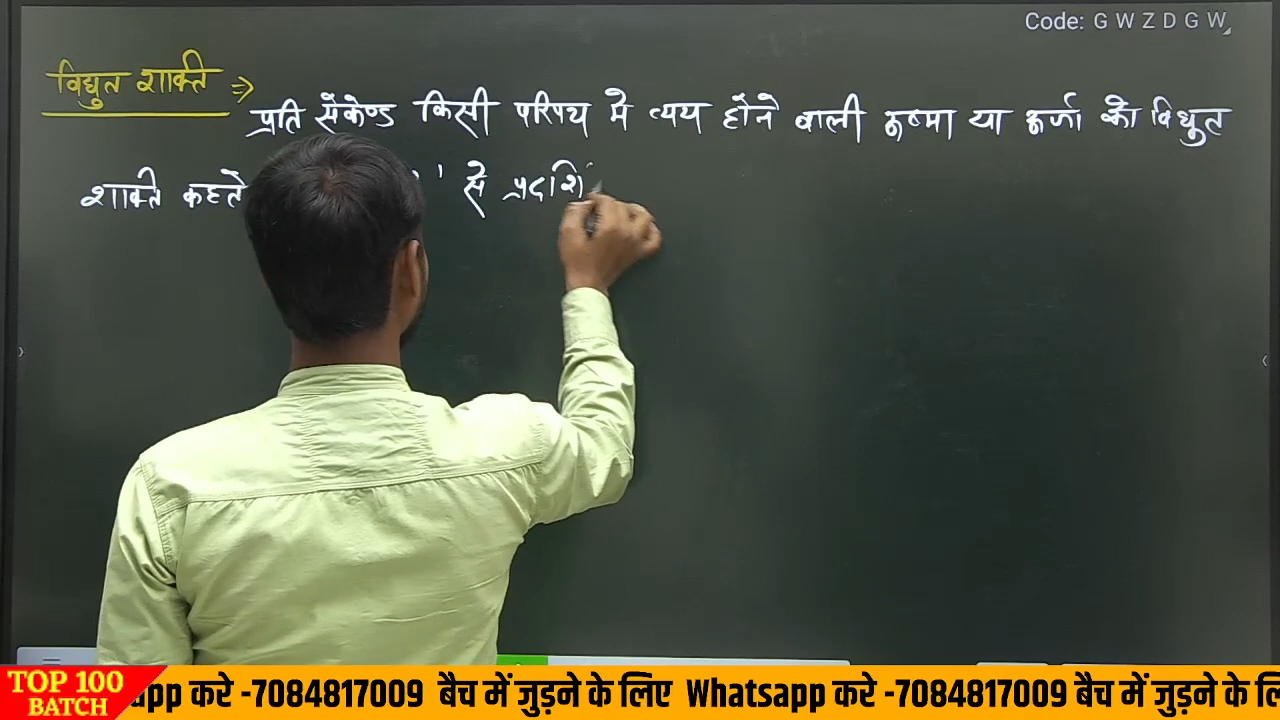 Code: G W Z D G W
विद्युत शक्ति ⇒
प्रति सेकेण्ड किसी परिपथ मे व्यय होने वाली ऊष्मा या ऊर्जा को विद्युत
शक्ति कहते ' से प्रदर्शि
TOP 100 BATCH
app करे -7084817009 बैच में जुड़ने के लिए Whatsapp करे -7084817009 बैच में जुड़ने के लि